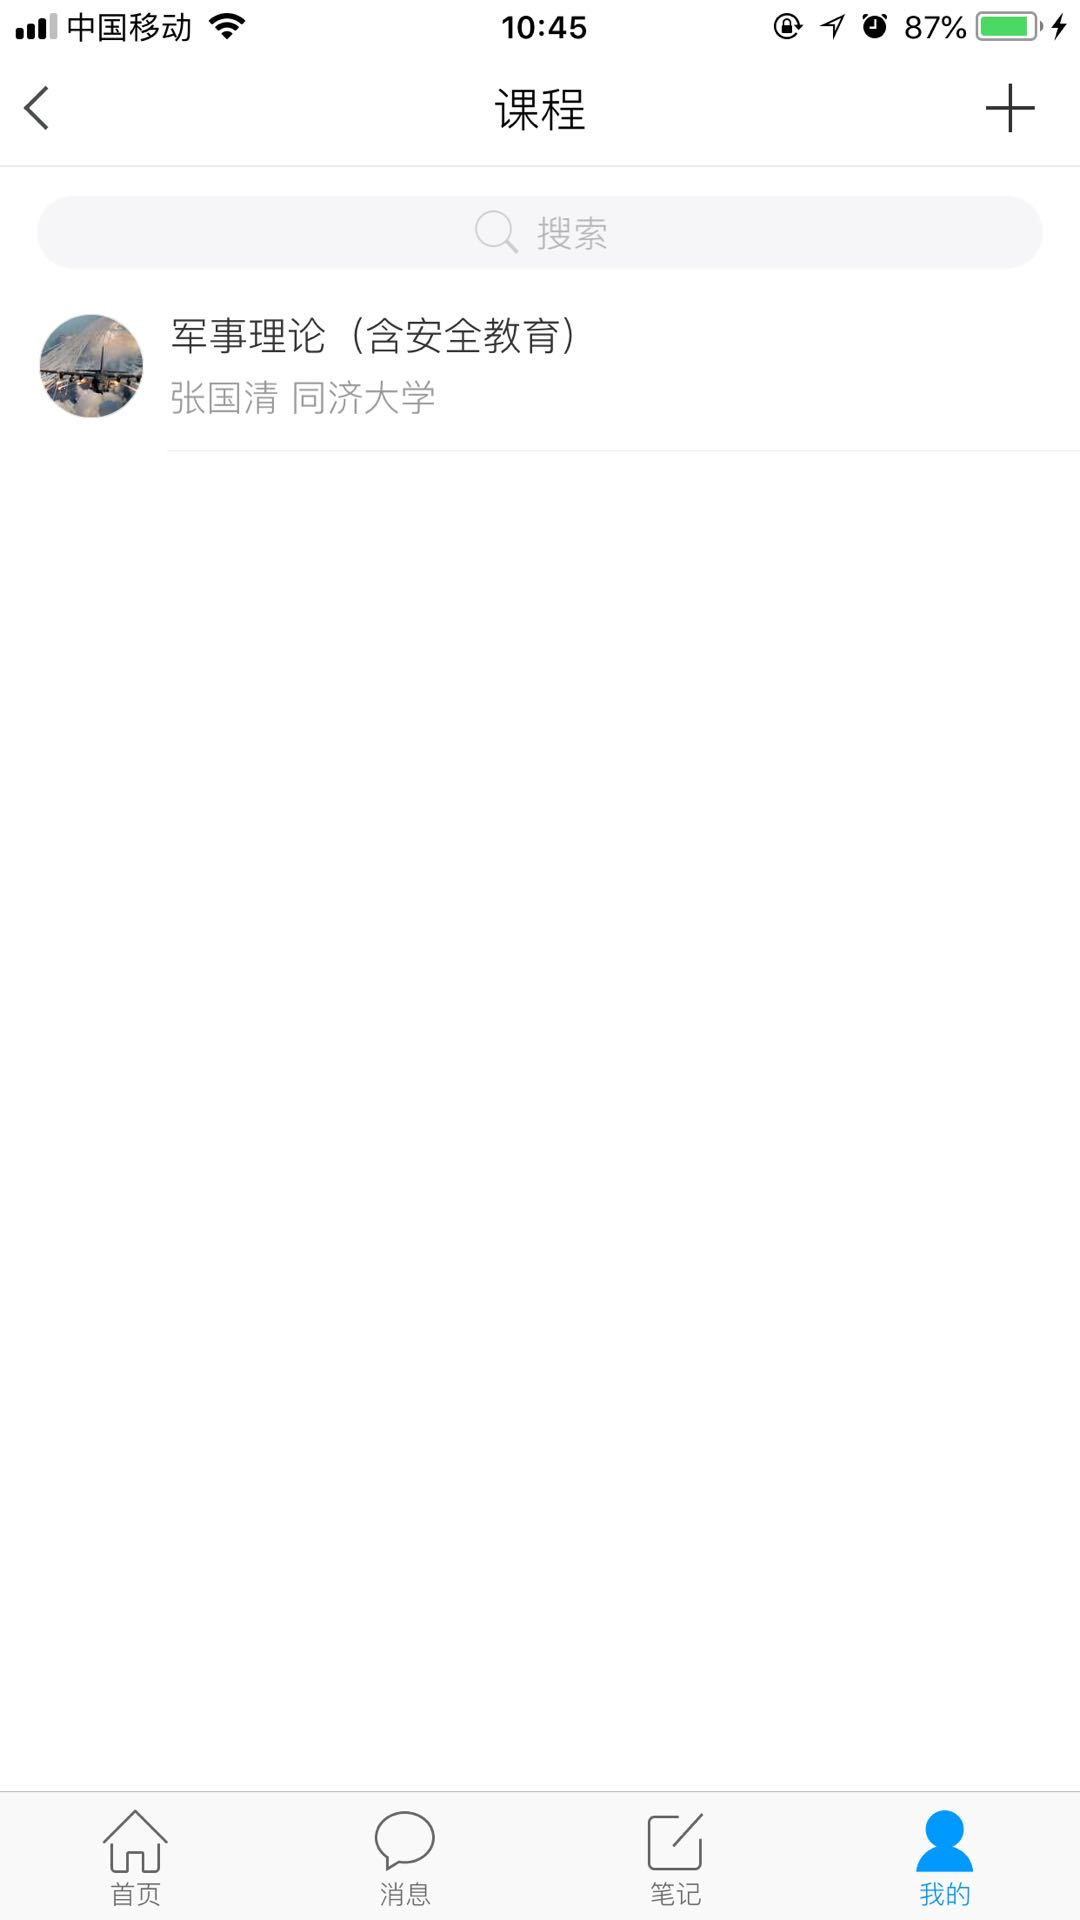 中国移动 10:45 87%
课程
搜索
军事理论（含安全教育）
张国清 同济大学
首页 消息 笔记 我的